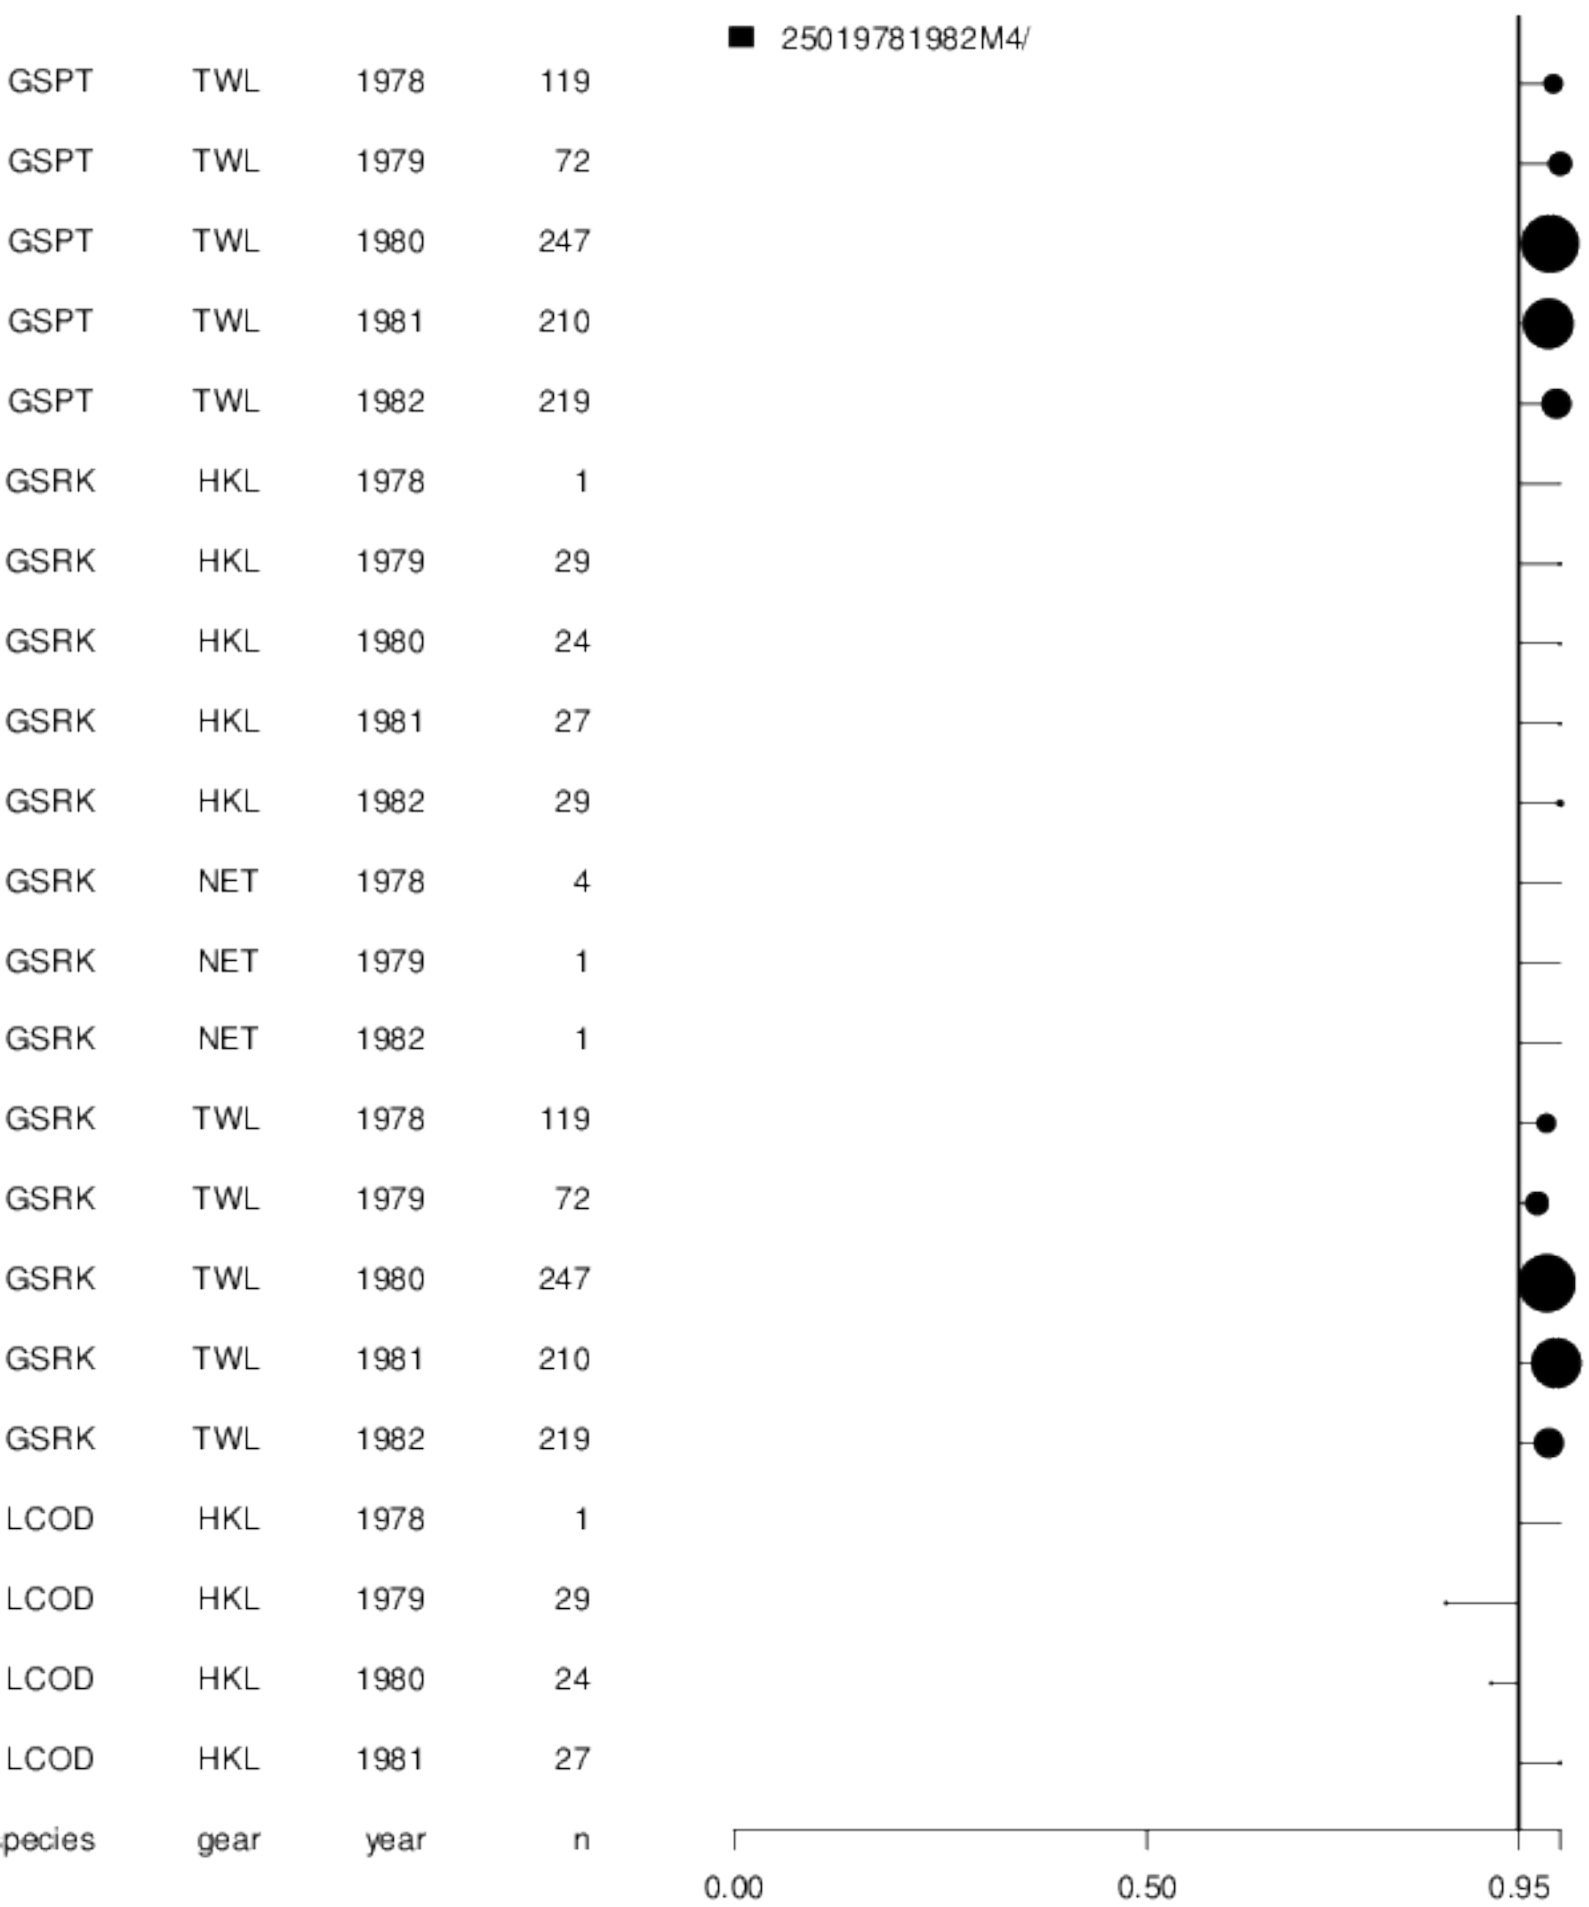 25019781982M4/
GSPT TWL 1978 119
GSPT TWL 1979 72
GSPT TWL 1980 247
GSPT TWL 1981 210
GSPT TWL 1982 219
GSRK HKL 1978 1
GSRK HKL 1979 29
GSRK HKL 1980 24
GSRK HKL 1981 27
GSRK HKL 1982 29
GSRK NET 1978 4
GSRK NET 1979 1
GSRK NET 1982 1
GSRK TWL 1978 119
GSRK TWL 1979 72
GSRK TWL 1980 247
GSRK TWL 1981 210
GSRK TWL 1982 219
LCOD HKL 1978 1
LCOD HKL 1979 29
LCOD HKL 1980 24
LCOD HKL 1981 27
pecies gear year n
0.00 0.50 0.95